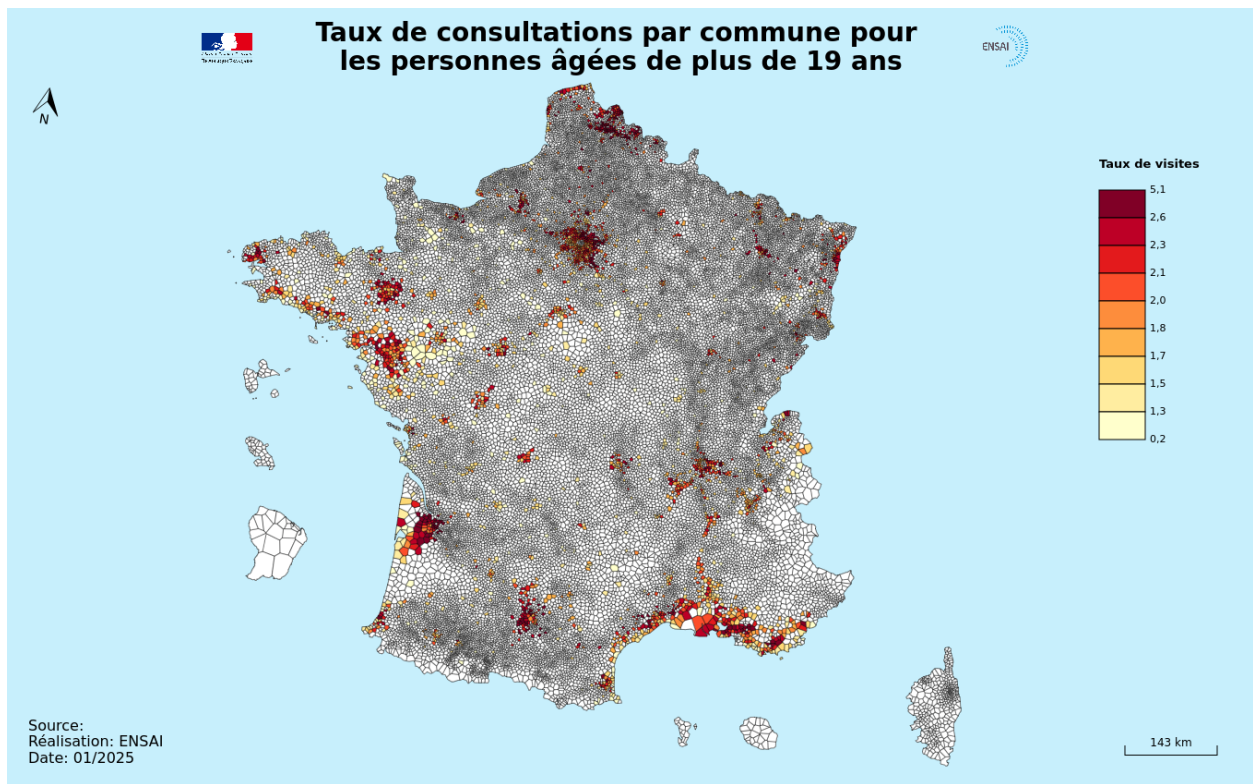 Taux de consultations par commune pour
les personnes âgées de plus de 19 ans
ENSAI
N
Taux de visites
5,1
2,6
2,3
2,1
2,0
1,8
1,7
1,5
1,3
0,2
Source:
Réalisation: ENSAI
Date: 01/2025
143 km